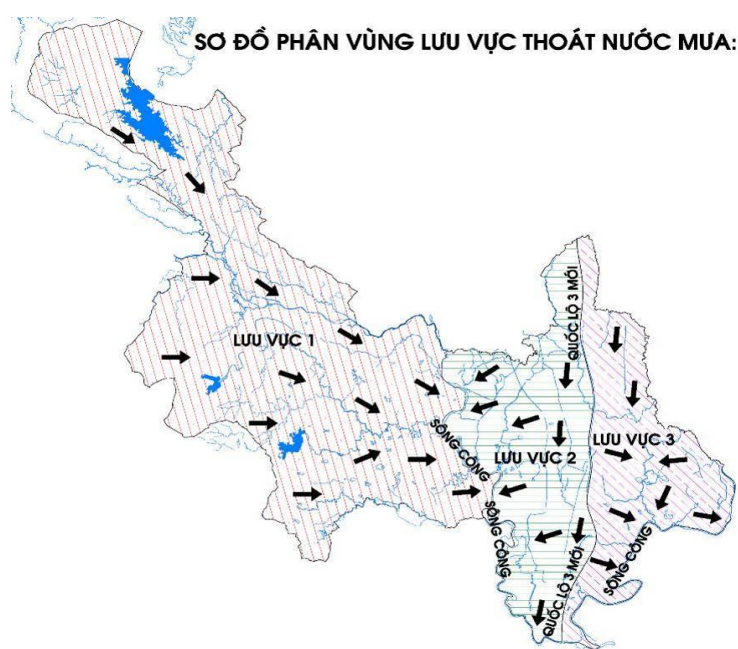 SƠ ĐỒ PHÂN VÙNG LƯU VỰC THOÁT NƯỚC MƯA:
QUỐC LỘ 3 MỚI
LƯU VỰC 1
SÔNG CÔNG
LƯU VỰC 2
LƯU VỰC 3
SÔNG CÔNG
QUỐC LỘ 3 MỚI
SÔNG CÔNG